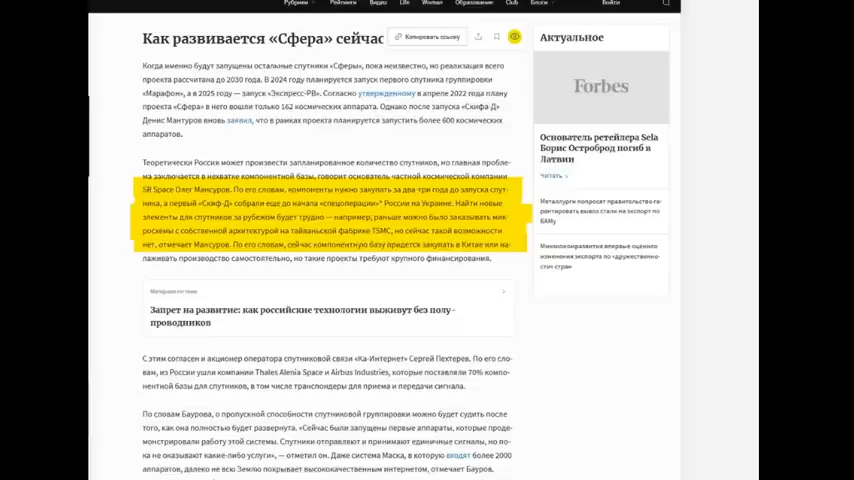 Рубрики Рейтинги Видео Life Woman Образование Club Блоги Войти
Как развивается «Сфера» сейчас
Копировать ссылку
Когда именно будут запущены остальные спутники «Сферы», пока неизвестно, но реализация всего
проекта рассчитана до 2030 года. В 2024 году планируется запуск первого спутника группировки
«Марафон», а в 2025 году — запуск «Экспресс-РВ». Согласно утвержденному в апреле 2022 года плану
проекта «Сфера» в него вошли только 162 космических аппарата. Однако после запуска «Скифа-Д»
Денис Мантуров вновь заявил, что в рамках проекта планируется запустить более 600 космических
аппаратов.
Теоретически Россия может произвести запланированное количество спутников, но главная пробле-
ма заключается в нехватке компонентной базы, говорит основатель частной космической компании
SR Space Олег Мансуров. По его словам, компоненты нужно закупать за два-три года до запуска спут-
ника, а первый «Скиф-Д» собрали еще до начала «спецоперации»* России на Украине. Найти новые
элементы для спутников за рубежом будет трудно — например, раньше можно было заказывать мик-
росхемы с собственной архитектурой на тайваньской фабрике TSMC, но сейчас такой возможности
нет, отмечает Мансуров. По его словам, сейчас компонентную базу придется закупать в Китае или на-
лаживать производство самостоятельно, но такие проекты требуют крупного финансирования.
Материал по теме
Запрет на развитие: как российские технологии выживут без полу-
проводников
С этим согласен и акционер оператора спутниковой связи «Ка-Интернет» Сергей Пехтерев. По его сло-
вам, из России ушли компании Thales Alenia Space и Airbus Industries, которые поставляли 70% компо-
нентной базы для спутников, в том числе транспондеры для приема и передачи сигнала.
По словам Баурова, о пропускной способности спутниковой группировки можно будет судить после
того, как она полностью будет развернута. «Сейчас были запущены первые аппараты, которые проде-
монстрировали работу этой системы. Спутники отправляют и принимают единичные сигналы, но по-
ка не оказывают какие-либо услуги», — отметил он. Даже система Маска, в которую входят более 2000
аппаратов, далеко не всю Землю покрывает высококачественным интернетом, отмечает Бауров.
Актуальное
Forbes
Основатель ретейлера Sela
Борис Остроброд погиб в
Латвии
Читать
Металлурги попросят правительство га-
рантировать вывоз стали на экспорт по
БАМу
Минэкономразвития впервые оценило
изменения экспорта по «дружественно-
сти» стран